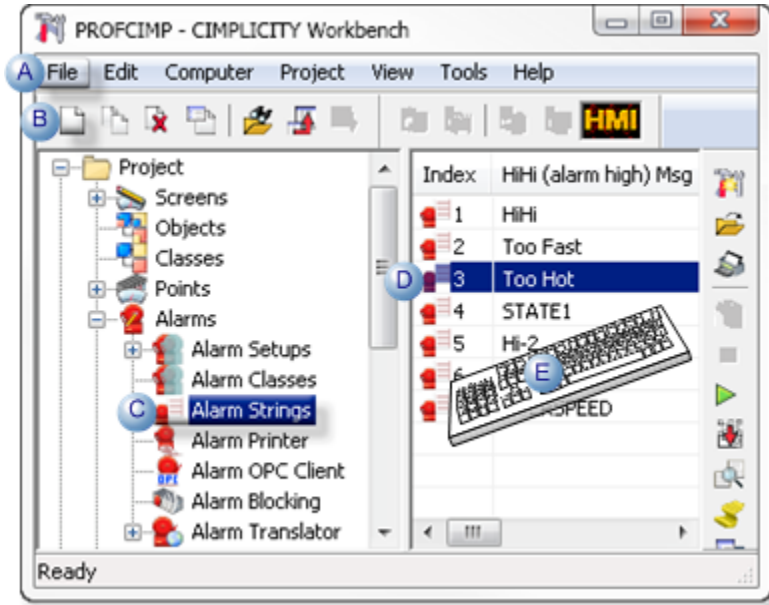 PROFCIMP - CIMPLICITY Workbench
A File Edit Computer Project View Tools Help
B HMI
Project
Screens
Objects
Classes
Points
Alarms
Alarm Setups
Alarm Classes
C Alarm Strings
Alarm Printer
OPC Alarm OPC Client
Alarm Blocking
Alarm Translator
Index HiHi (alarm high) Msg
1 HiHi
2 Too Fast
D 3 Too Hot
4 STATE1
5 Hi-2
E
Ready